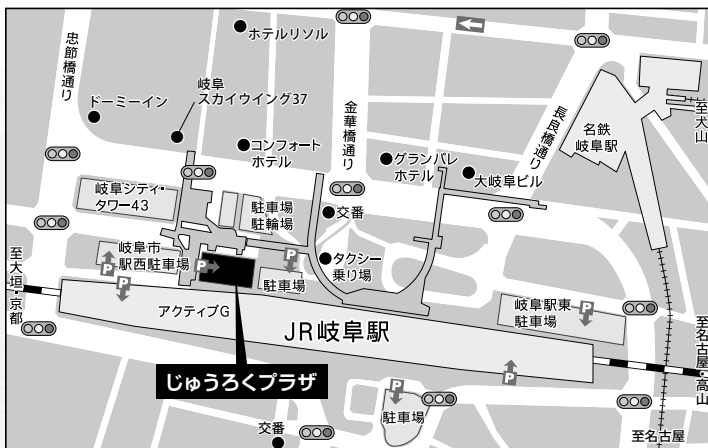 ホテルリゾル
忠節橋通り
ドーミーイン
岐阜
スカイウイング37
コンフォート
ホテル
金華橋通り
グランパレ
ホテル
長良橋通り
大岐阜ビル
名鉄
岐阜駅
至犬山
岐阜シティ・
タワー43
駐車場
駐輪場
交番
タクシー
乗り場
岐阜市
駅西駐車場
P
P
P
P
駐車場
至大垣・京都
アクティブG
JR岐阜駅
岐阜駅東
駐車場
P
至名古屋・高山
じゅうろくプラザ
P
P
駐車場
交番
至名古屋